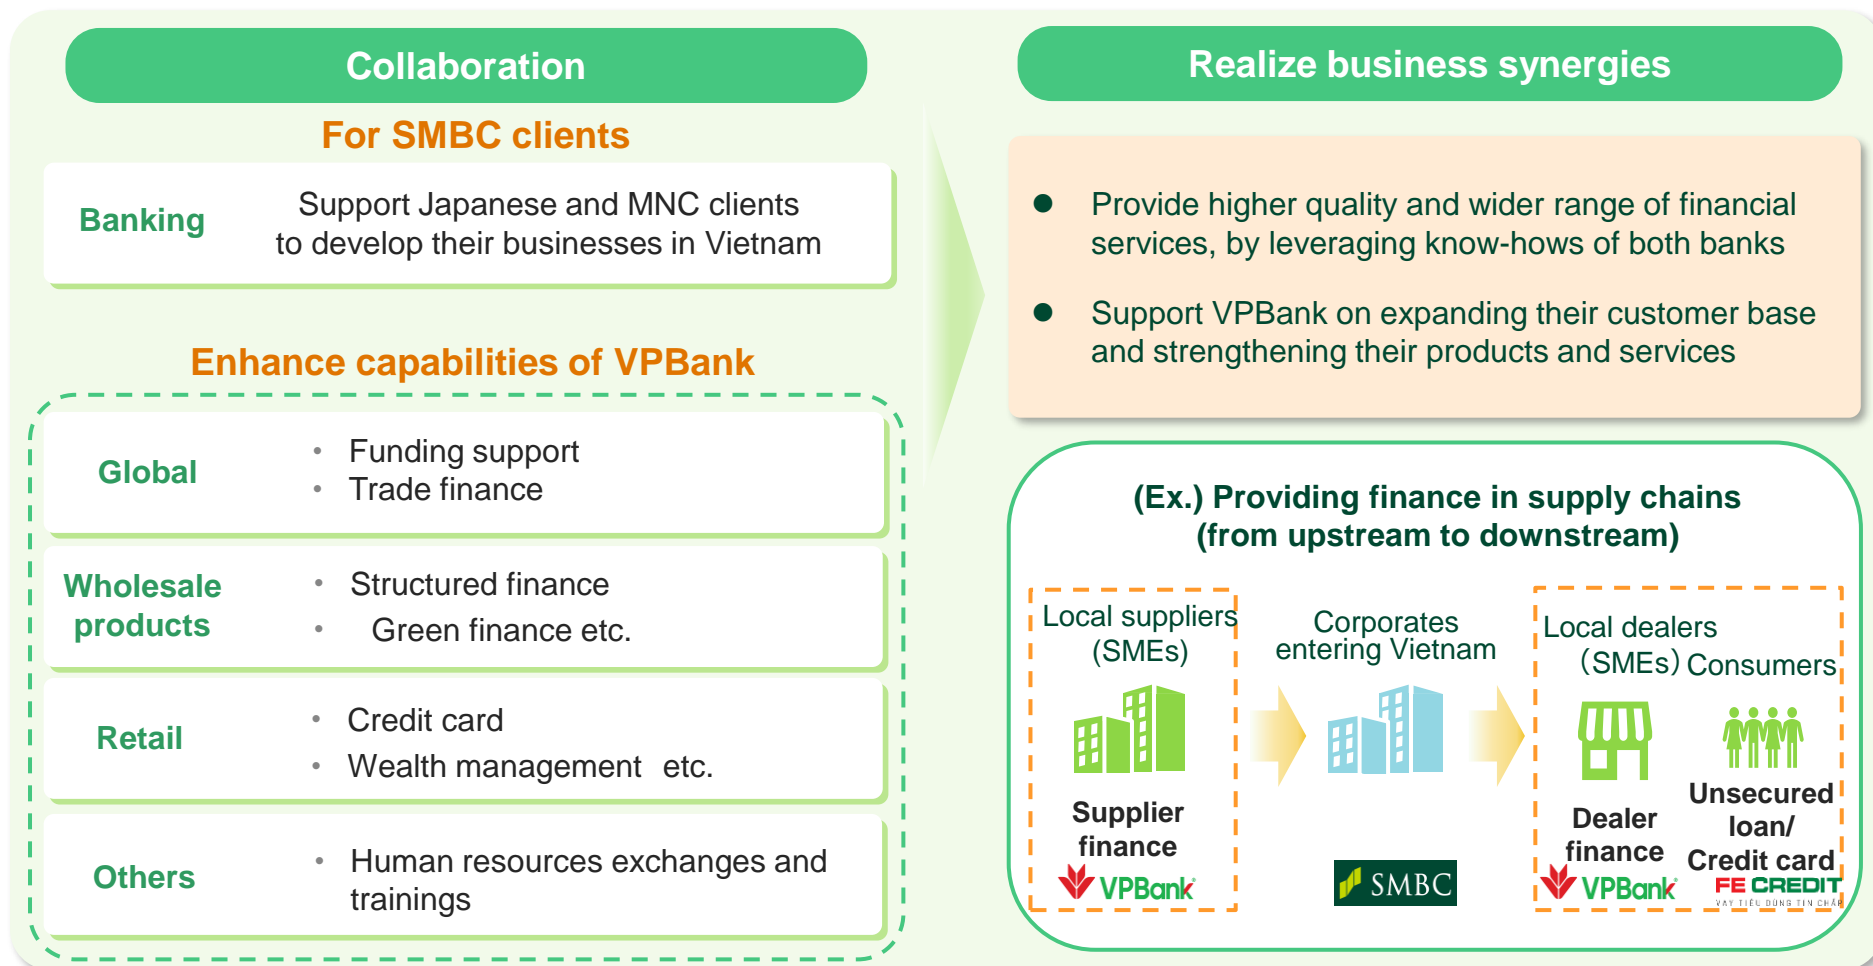 Collaboration
For SMBC clients
Banking
Support Japanese and MNC clients
to develop their businesses in Vietnam
Enhance capabilities of VPBank
Global
・ Funding support
・ Trade finance
Wholesale
products
・ Structured finance
・ Green finance etc.
Retail
・ Credit card
・ Wealth management etc.
Others
・ Human resources exchanges and
trainings
Realize business synergies
● Provide higher quality and wider range of financial
services, by leveraging know-hows of both banks
● Support VPBank on expanding their customer base
and strengthening their products and services
(Ex.) Providing finance in supply chains
(from upstream to downstream)
Local suppliers
(SMEs)
Supplier
finance
VPBank
Corporates
entering Vietnam
SMBC
Local dealers
（SMEs）
Dealer
finance
VPBank
Consumers
Unsecured
loan/
Credit card
FE CREDIT
VAY TIÊU DÙNG TÍN CHẤP